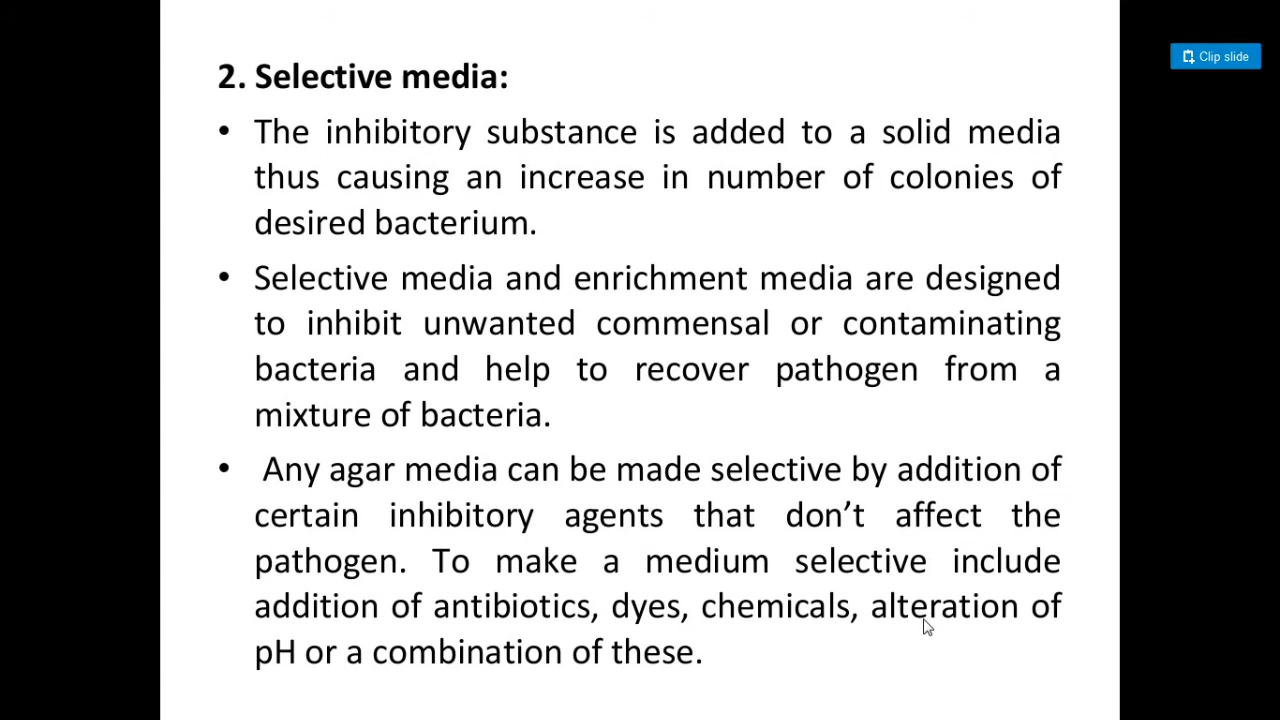 Clip slide
2. Selective media:
• The inhibitory substance is added to a solid media
thus causing an increase in number of colonies of
desired bacterium.
• Selective media and enrichment media are designed
to inhibit unwanted commensal or contaminating
bacteria and help to recover pathogen from a
mixture of bacteria.
• Any agar media can be made selective by addition of
certain inhibitory agents that don’t affect the
pathogen. To make a medium selective include
addition of antibiotics, dyes, chemicals, alteration of
pH or a combination of these.